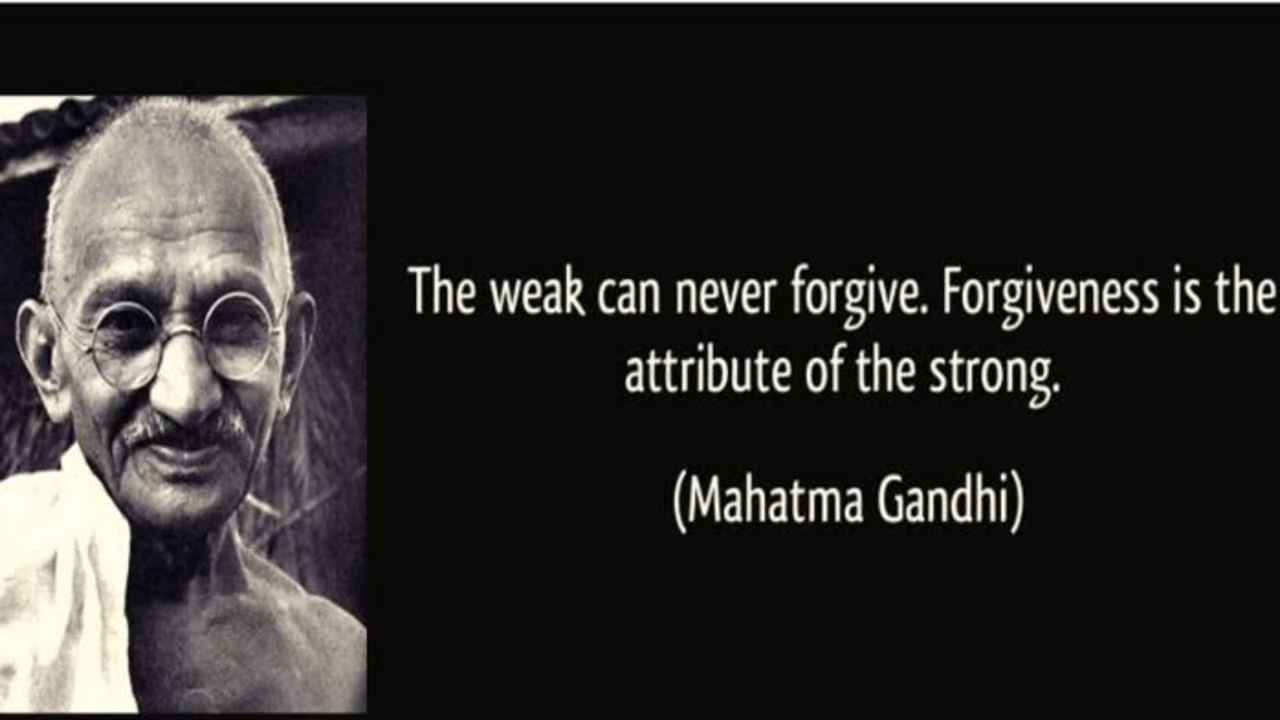 The weak can never forgive. Forgiveness is the
attribute of the strong.
(Mahatma Gandhi)